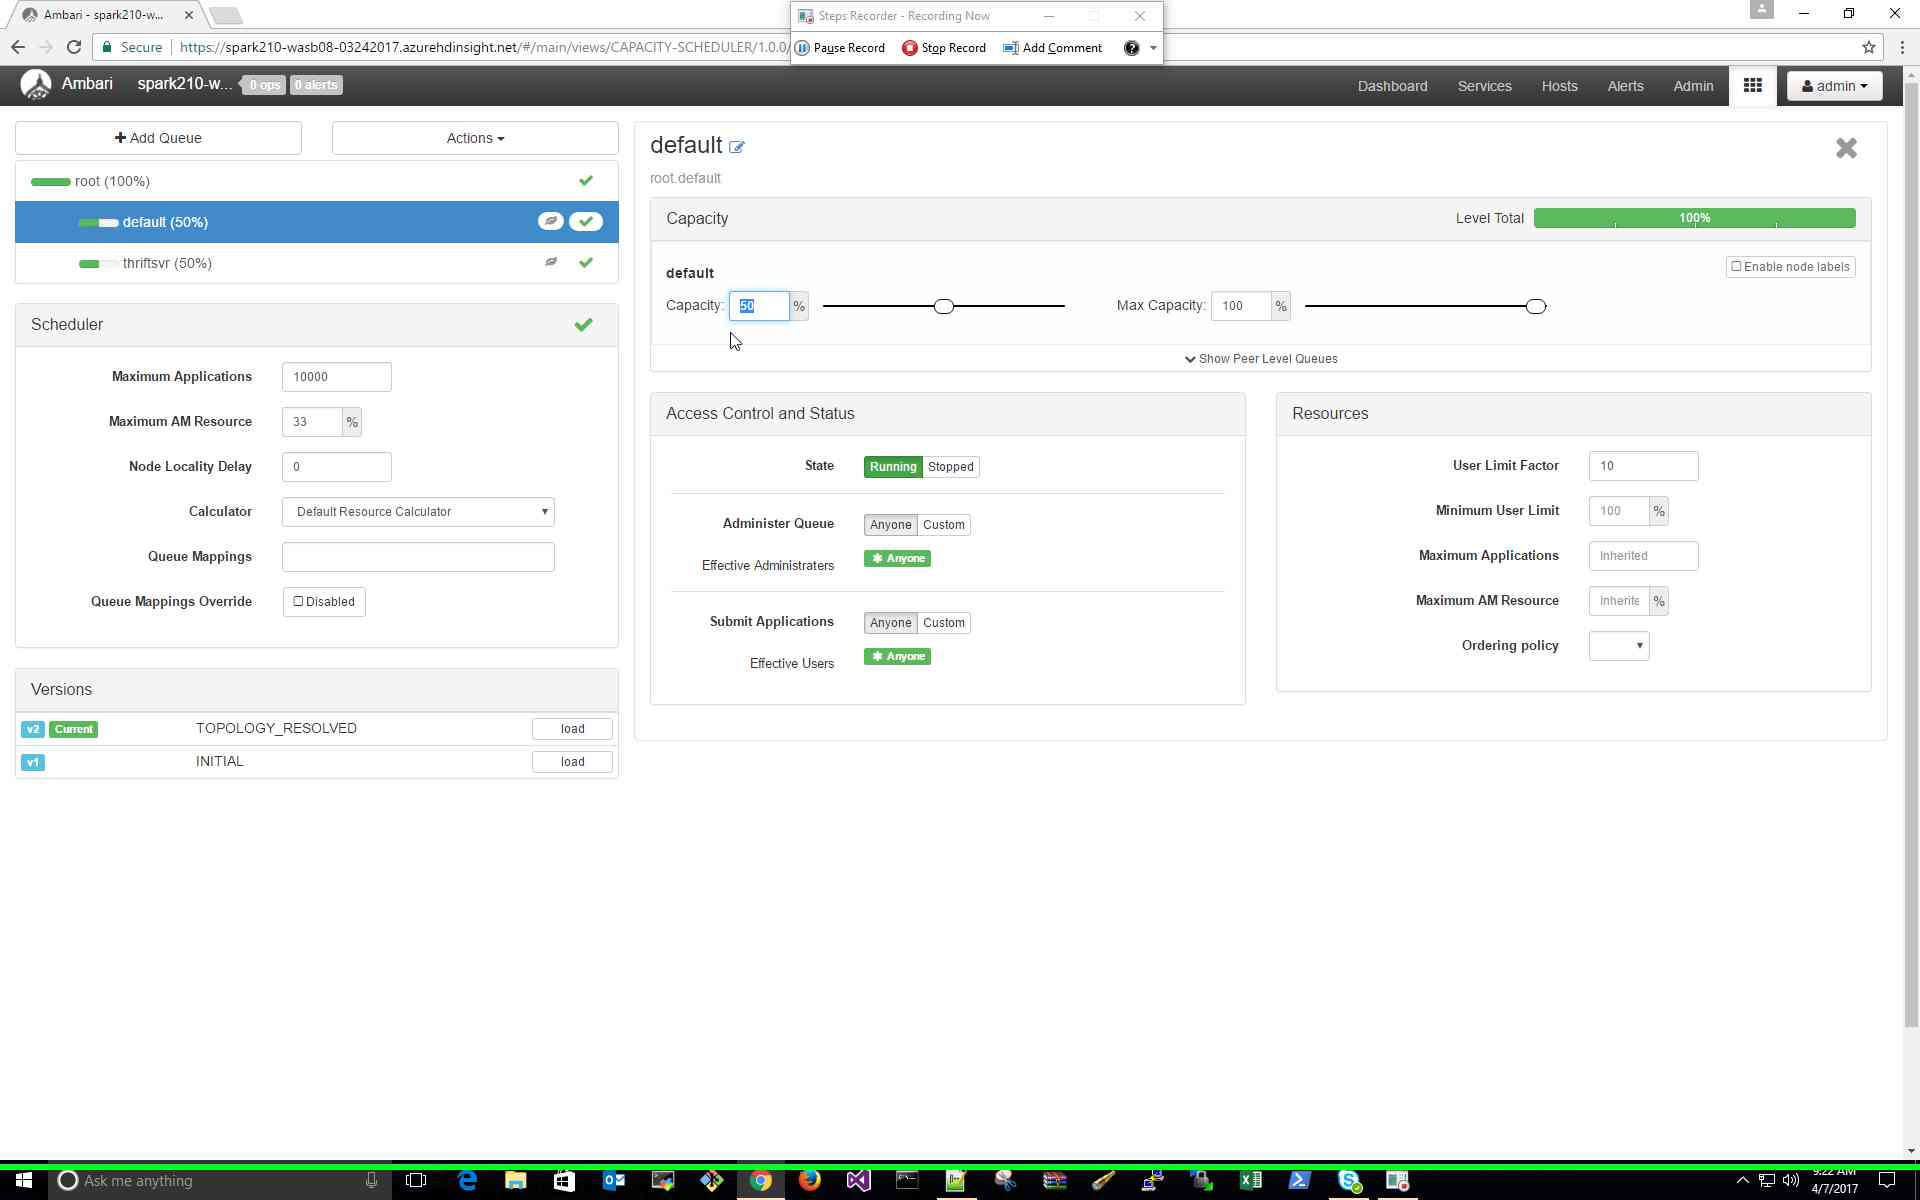 Ambari - spark210-w...
Steps Recorder - Recording Now
Pause Record
Stop Record
Add Comment
Secure
https://spark210-wasb08-03242017.azurehdinsight.net/#/main/views/CAPACITY-SCHEDULER/1.0.0/
Ambari
spark210-w...
0 ops
0 alerts
Dashboard
Services
Hosts
Alerts
Admin
admin
Add Queue
Actions
root (100%)
default (50%)
thriftsvr (50%)
Scheduler
Maximum Applications
10000
Maximum AM Resource
33
%
Node Locality Delay
0
Calculator
Default Resource Calculator
Queue Mappings
Queue Mappings Override
Disabled
Versions
v2
Current
TOPOLOGY_RESOLVED
load
v1
INITIAL
load
default
root.default
Capacity
Level Total
100%
default
Enable node labels
Capacity:
50
%
Max Capacity:
100
%
Show Peer Level Queues
Access Control and Status
State
Running
Stopped
Administer Queue
Anyone
Custom
Effective Administraters
Anyone
Submit Applications
Anyone
Custom
Effective Users
Anyone
Resources
User Limit Factor
10
Minimum User Limit
100
%
Maximum Applications
Inherited
Maximum AM Resource
Inherite
%
Ordering policy
Ask me anything
9:22 AM
4/7/2017